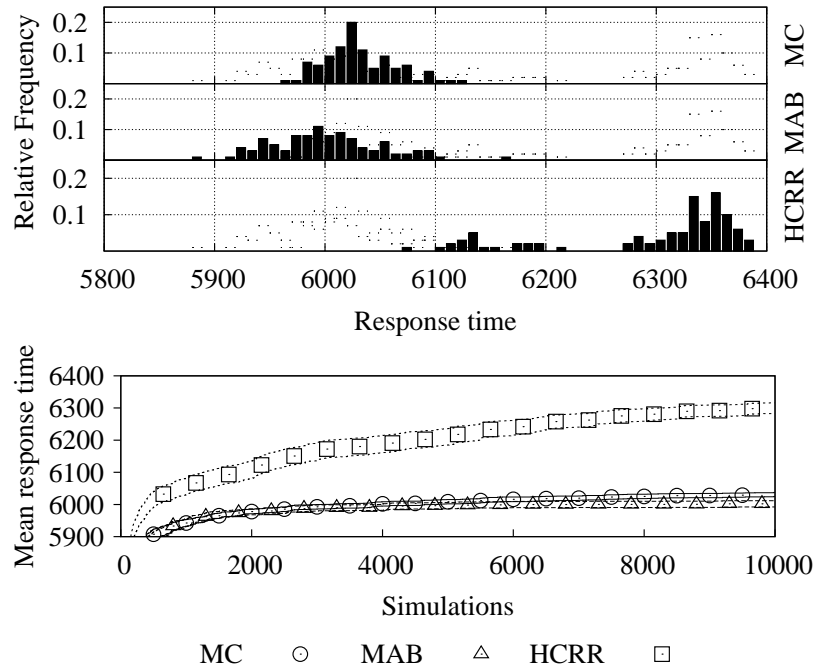 Relative Frequency
0.2
0.1
MC
0.2
0.1
MAB
0.2
0.1
HCRR
5800 5900 6000 6100 6200 6300 6400
Response time
Mean response time
6400
6300
6200
6100
6000
5900
0 2000 4000 6000 8000 10000
Simulations
MC MAB HCRR